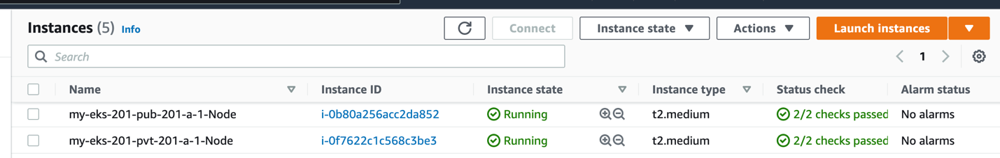 Instances (5) Info
Connect
Instance state
Actions
Launch instances
Search
1
Name Instance ID Instance state Instance type Status check Alarm status
my-eks-201-pub-201-a-1-Node i-0b80a256acc2da852 Running t2.medium 2/2 checks passed No alarms
my-eks-201-pvt-201-a-1-Node i-0f7622c1c568c3be3 Running t2.medium 2/2 checks passed No alarms